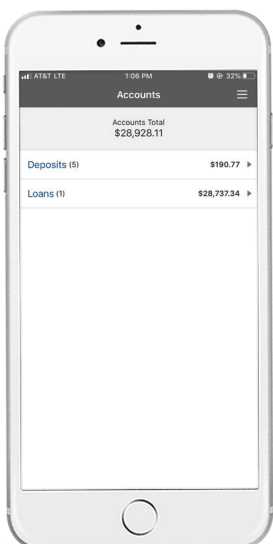 AT&T LTE 1:06 PM 32%
Accounts
Accounts Total
$28,928.11
Deposits (5) $190.77
Loans (1) $28,737.34